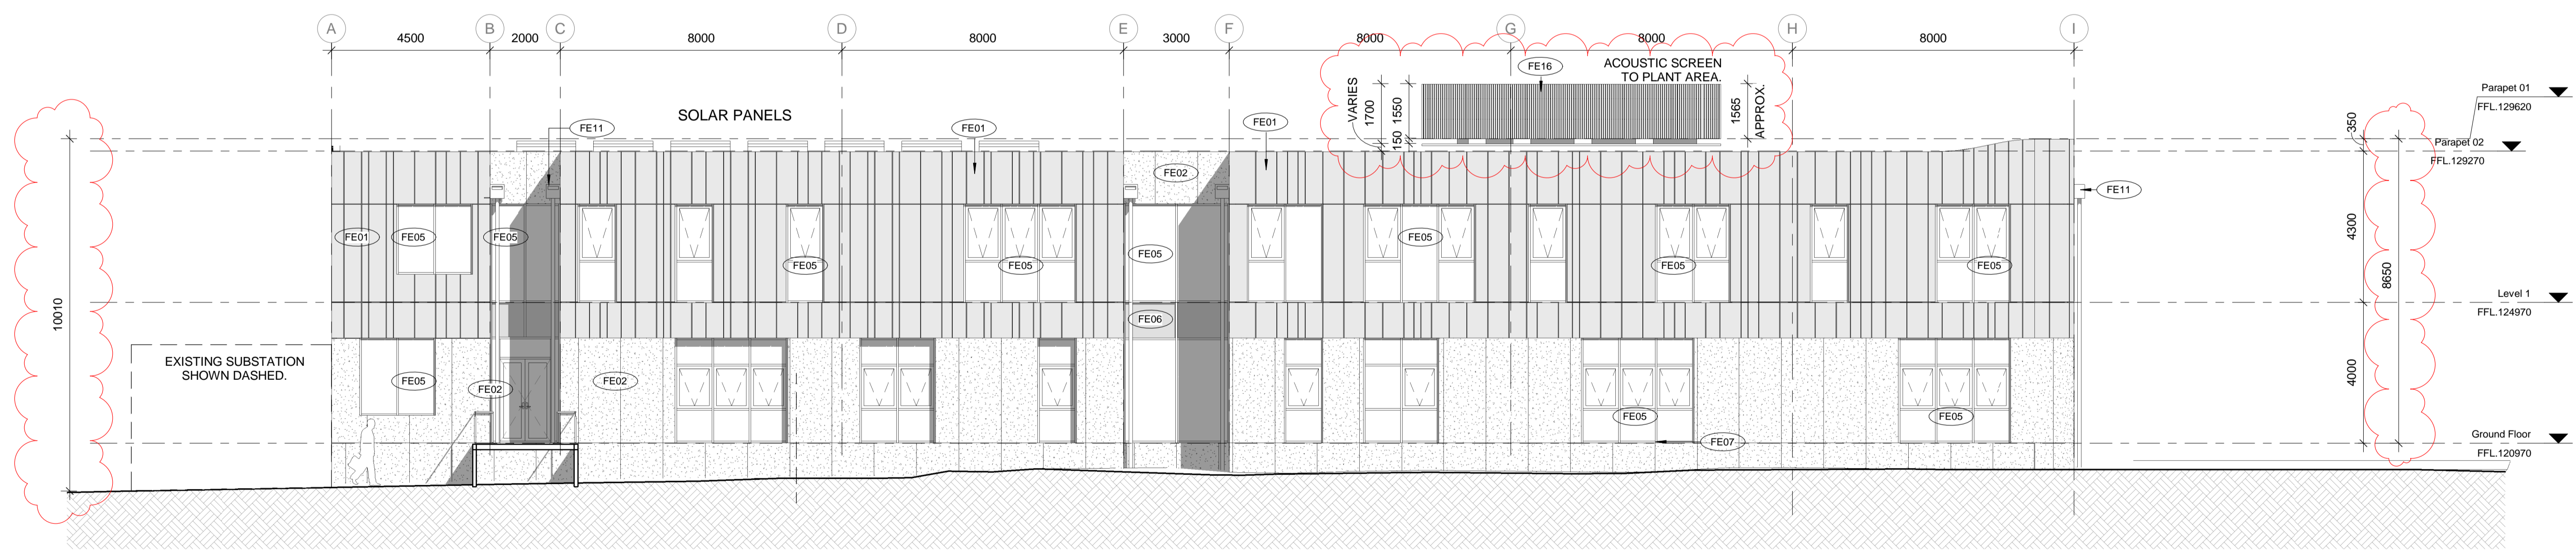 A
B
C
D
E
F
G
H
I
4500
2000
8000
8000
3000
8000
8000
8000
SOLAR PANELS
FE11
FE01
FE01
FE16
ACOUSTIC SCREEN
TO PLANT AREA.
VARIES
1700
1550
150
1565
APPROX.
Parapet 01
FFL.129620
350
Parapet 02
FFL.129270
FE02
FE11
FE01
FE05
FE05
FE05
FE05
FE05
FE05
FE05
FE05
4300
8650
10010
Level 1
FFL.124970
FE06
EXISTING SUBSTATION
SHOWN DASHED.
FE05
FE02
FE02
4000
FE05
FE05
FE07
Ground Floor
FFL.120970